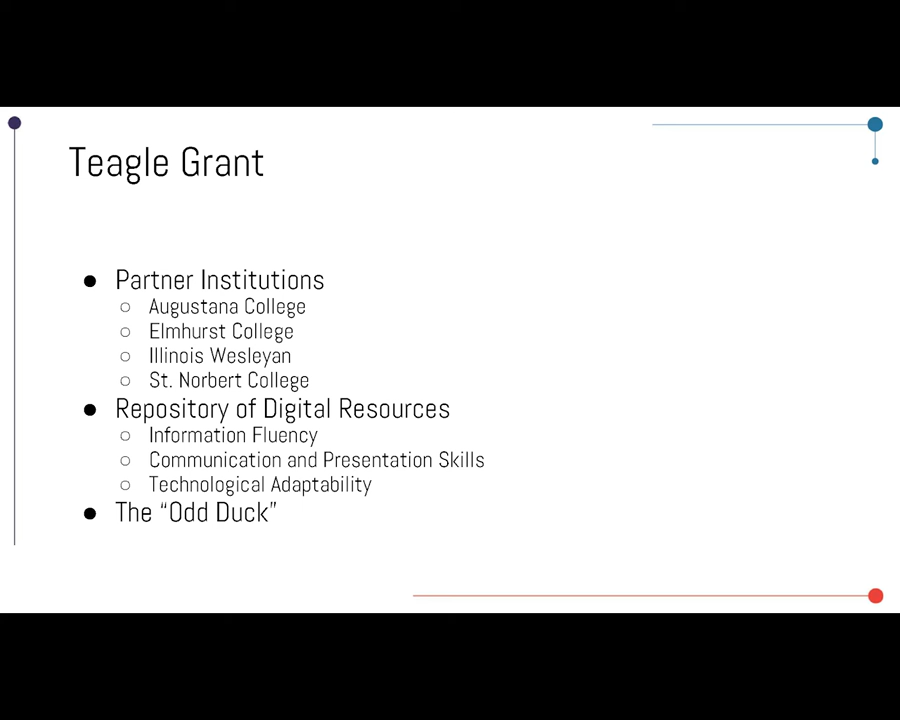 Teagle Grant
● Partner Institutions
○ Augustana College
○ Elmhurst College
○ Illinois Wesleyan
○ St. Norbert College
● Repository of Digital Resources
○ Information Fluency
○ Communication and Presentation Skills
○ Technological Adaptability
● The “Odd Duck”